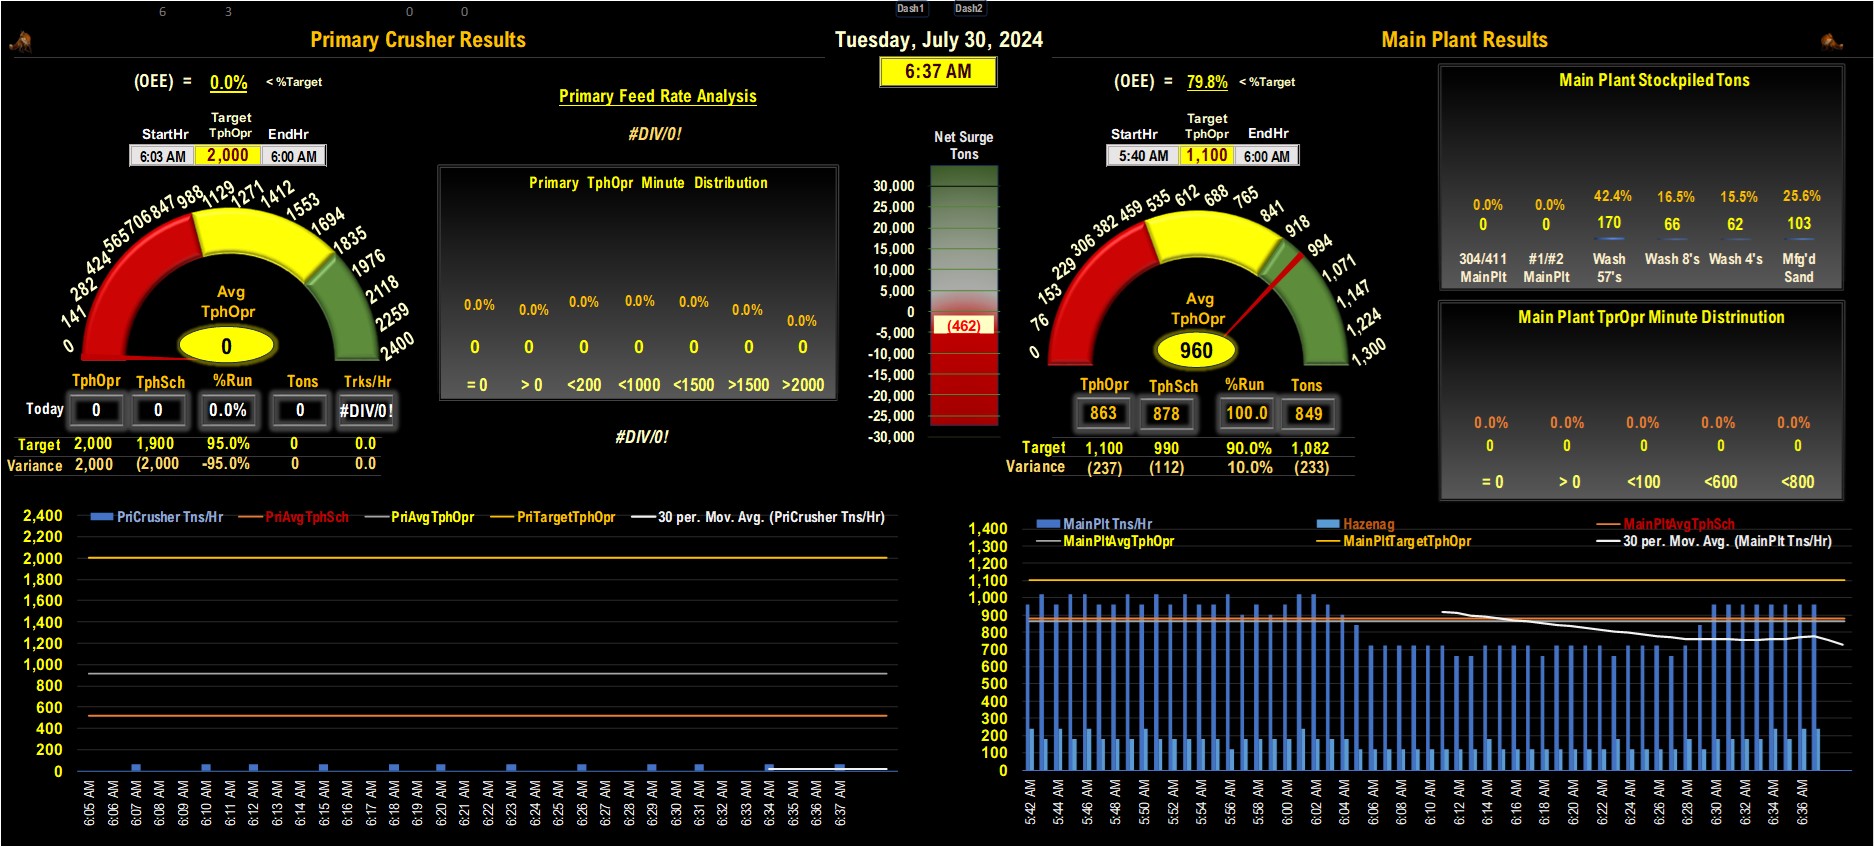 6 3 0 0 Dash1 Dash2
Primary Crusher Results
Tuesday, July 30, 2024
Main Plant Results
6:37 AM
(OEE) = 0.0% < %Target
Target
StartHr TphOpr EndHr
6:03 AM 2,000 6:00 AM
0 141 282 424 565 706 847 988 1129 1271 1412 1553 1694 1835 1976 2118 2259 2400
Avg
TphOpr
0
TphOpr TphSch %Run Tons Trks/Hr
Today 0 0 0.0% 0 #DIV/0!
Target 2,000 1,900 95.0% 0 0.0
Variance 2,000 (2,000 -95.0% 0 0.0
Primary Feed Rate Analysis
#DIV/0!
Primary TphOpr Minute Distribution
0.0% 0.0% 0.0% 0.0% 0.0% 0.0% 0.0%
0 0 0 0 0 0 0
= 0 > 0 <200 <1000 <1500 >1500 >2000
#DIV/0!
Net Surge
Tons
30,000
25,000
20,000
15,000
10,000
5,000
0
(462)
-5,000
-10,000
-15,000
-20,000
-25,000
-30,000
(OEE) = 79.8% < %Target
Target
StartHr TphOpr EndHr
5:40 AM 1,100 6:00 AM
0 76 153 229 306 382 459 535 612 688 765 841 918 994 1,071 1,147 1,224 1,300
Avg
TphOpr
960
TphOpr TphSch %Run Tons
863 878 100.0 849
Target 1,100 990 90.0% 1,082
Variance (237) (112) 10.0% (233)
Main Plant Stockpiled Tons
0.0% 0.0% 42.4% 16.5% 15.5% 25.6%
0 0 170 66 62 103
304/411 #1/#2 Wash Wash 8's Wash 4's Mfg'd
MainPlt MainPlt 57's Sand
Main Plant TprOpr Minute Distrinution
0.0% 0.0% 0.0% 0.0% 0.0%
0 0 0 0 0
= 0 > 0 <100 <600 <800
PriCrusher Tns/Hr PriAvgTphSch PriAvgTphOpr PriTargetTphOpr 30 per. Mov. Avg. (PriCrusher Tns/Hr)
2,400
2,200
2,000
1,800
1,600
1,400
1,200
1,000
800
600
400
200
0
6:05 AM 6:06 AM 6:07 AM 6:08 AM 6:09 AM 6:10 AM 6:11 AM 6:12 AM 6:13 AM 6:14 AM 6:15 AM 6:16 AM 6:17 AM 6:18 AM 6:19 AM 6:20 AM 6:21 AM 6:22 AM 6:23 AM 6:24 AM 6:25 AM 6:26 AM 6:27 AM 6:28 AM 6:29 AM 6:30 AM 6:31 AM 6:32 AM 6:33 AM 6:34 AM 6:35 AM 6:36 AM 6:37 AM
MainPlt Tns/Hr Hazenag MainPltAvgTphSch
MainPltAvgTphOpr MainPltTargetTphOpr 30 per. Mov. Avg. (MainPlt Tns/Hr)
1,400
1,300
1,200
1,100
1,000
900
800
700
600
500
400
300
200
100
0
5:42 AM 5:44 AM 5:46 AM 5:48 AM 5:50 AM 5:52 AM 5:54 AM 5:56 AM 5:58 AM 6:00 AM 6:02 AM 6:04 AM 6:06 AM 6:08 AM 6:10 AM 6:12 AM 6:14 AM 6:16 AM 6:18 AM 6:20 AM 6:22 AM 6:24 AM 6:26 AM 6:28 AM 6:30 AM 6:32 AM 6:34 AM 6:36 AM